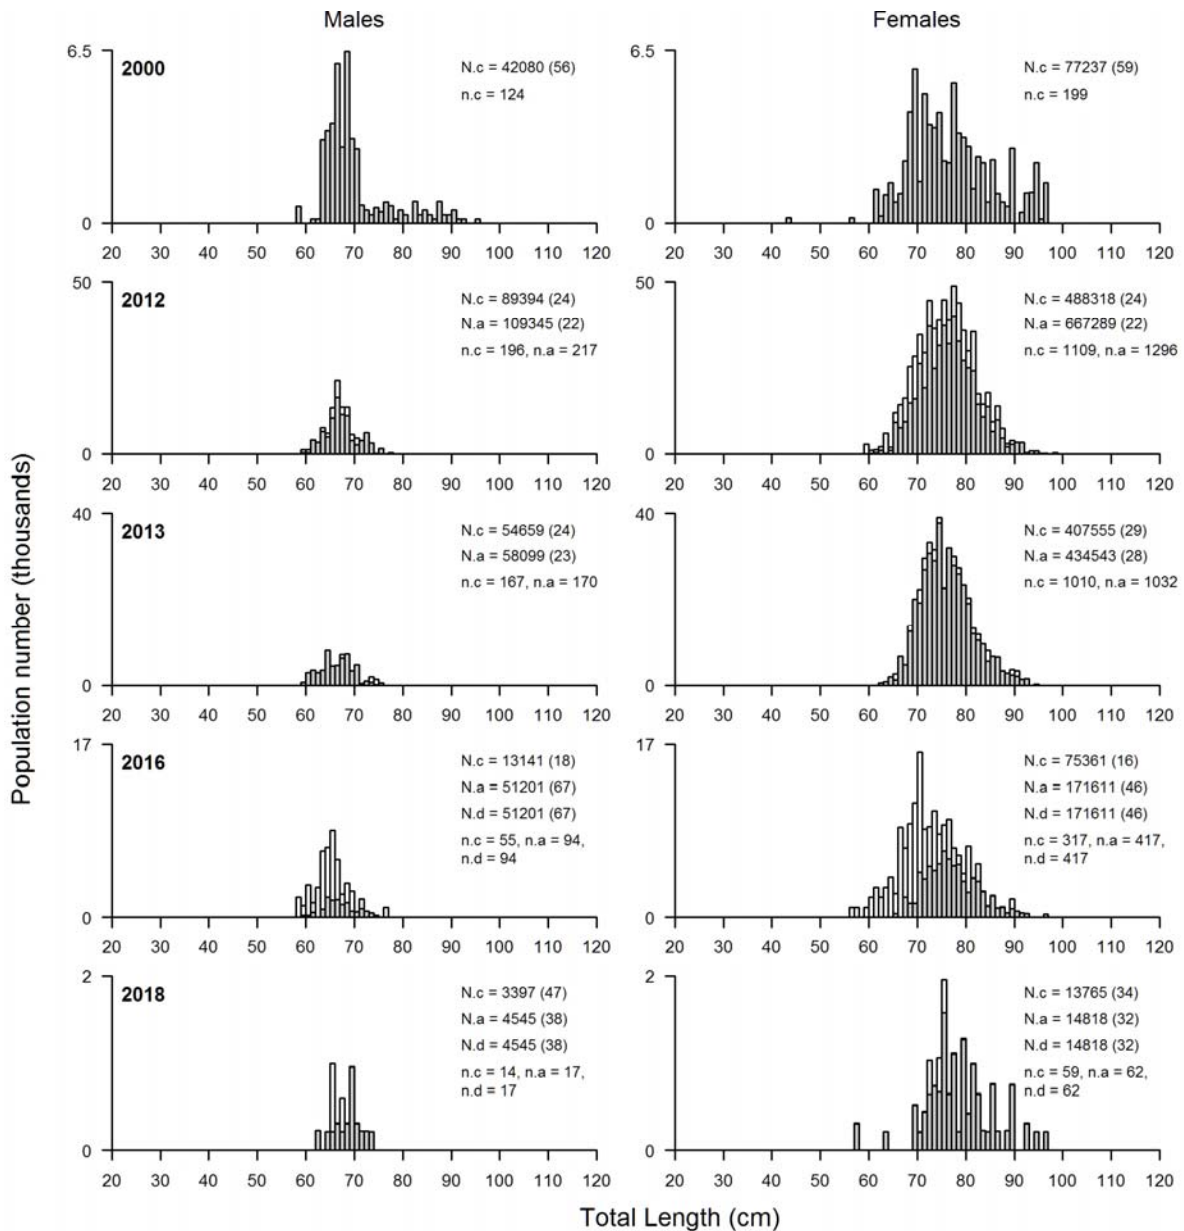 Males
Females
6.5
2000
N.c = 42080 (56)
n.c = 124
0
20 30 40 50 60 70 80 90 100 110 120
6.5
N.c = 77237 (59)
n.c = 199
0
20 30 40 50 60 70 80 90 100 110 120
50
2012
N.c = 89394 (24)
N.a = 109345 (22)
n.c = 196, n.a = 217
0
20 30 40 50 60 70 80 90 100 110 120
50
N.c = 488318 (24)
N.a = 667289 (22)
n.c = 1109, n.a = 1296
0
20 30 40 50 60 70 80 90 100 110 120
40
2013
N.c = 54659 (24)
N.a = 58099 (23)
n.c = 167, n.a = 170
0
20 30 40 50 60 70 80 90 100 110 120
40
N.c = 407555 (29)
N.a = 434543 (28)
n.c = 1010, n.a = 1032
0
20 30 40 50 60 70 80 90 100 110 120
17
2016
N.c = 13141 (18)
N.a = 51201 (67)
N.d = 51201 (67)
n.c = 55, n.a = 94,
n.d = 94
0
20 30 40 50 60 70 80 90 100 110 120
17
N.c = 75361 (16)
N.a = 171611 (46)
N.d = 171611 (46)
n.c = 317, n.a = 417,
n.d = 417
0
20 30 40 50 60 70 80 90 100 110 120
2
2018
N.c = 3397 (47)
N.a = 4545 (38)
N.d = 4545 (38)
n.c = 14, n.a = 17,
n.d = 17
0
20 30 40 50 60 70 80 90 100 110 120
2
N.c = 13765 (34)
N.a = 14818 (32)
N.d = 14818 (32)
n.c = 59, n.a = 62,
n.d = 62
0
20 30 40 50 60 70 80 90 100 110 120
Population number (thousands)
Total Length (cm)